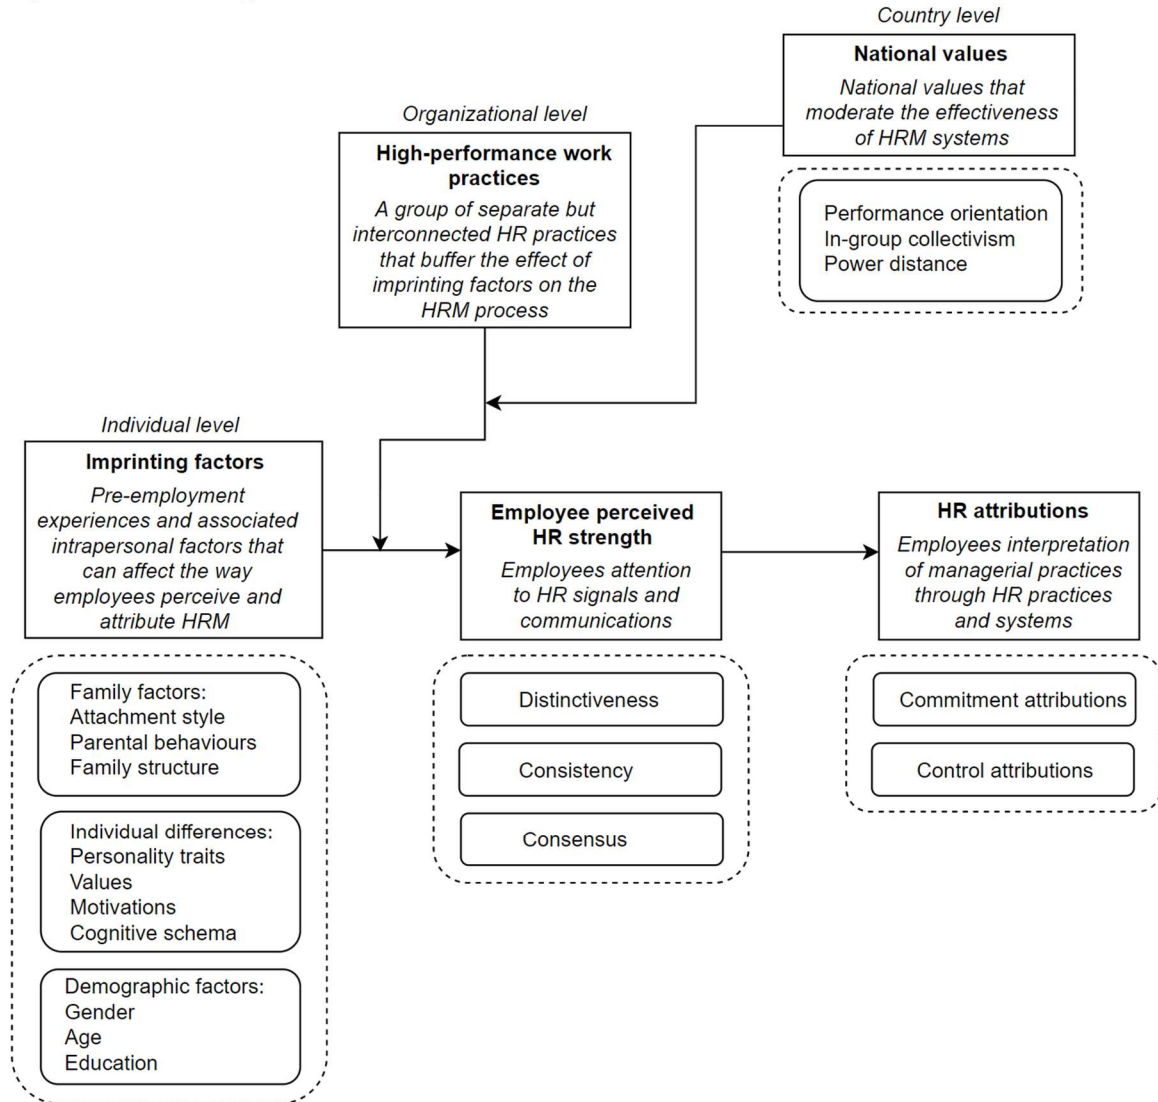 Country level
National values
National values that
moderate the effectiveness
of HRM systems
Performance orientation
In-group collectivism
Power distance
Organizational level
High-performance work
practices
A group of separate but
interconnected HR practices
that buffer the effect of
imprinting factors on the
HRM process
Individual level
Imprinting factors
Pre-employment
experiences and associated
intrapersonal factors that
can affect the way
employees perceive and
attribute HRM
Family factors:
Attachment style
Parental behaviours
Family structure
Individual differences:
Personality traits
Values
Motivations
Cognitive schema
Demographic factors:
Gender
Age
Education
Employee perceived
HR strength
Employees attention
to HR signals and
communications
Distinctiveness
Consistency
Consensus
HR attributions
Employees interpretation
of managerial practices
through HR practices
and systems
Commitment attributions
Control attributions